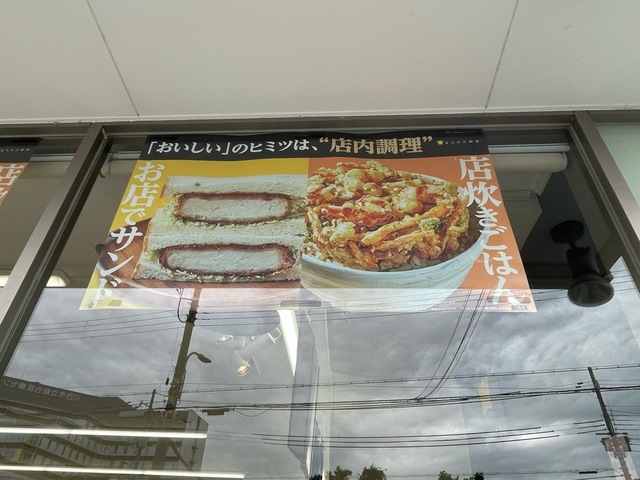 「おいしい」のヒミツは、“店内調理”
お店でサンド
店炊きごはん